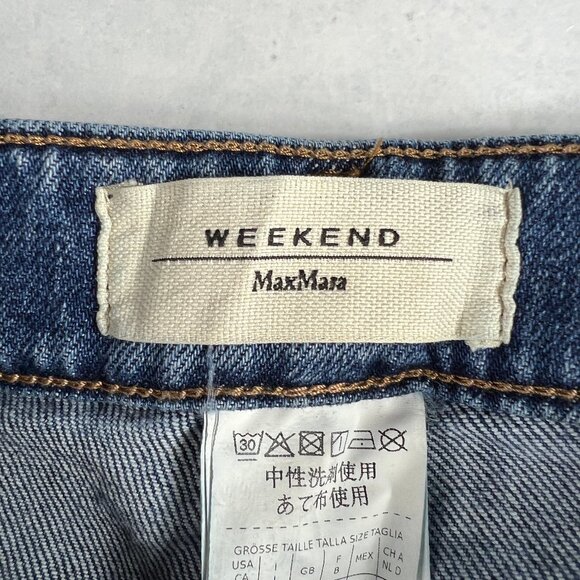 WEEKEND
MaxMara
30
中性洗剤使用
あて布使用
GRÖSSE TAILLE TALLA SIZE TAGLIA
USA I GB F MEX CH A
CA B NL D